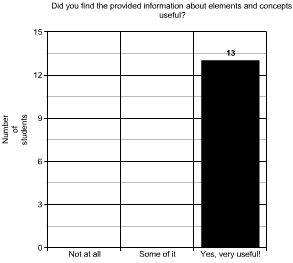 Did you find the provided information about elements and concepts
useful?
15
13
12
9
6
3
0
Number
of
students
Not at all
Some of it
Yes, very useful!